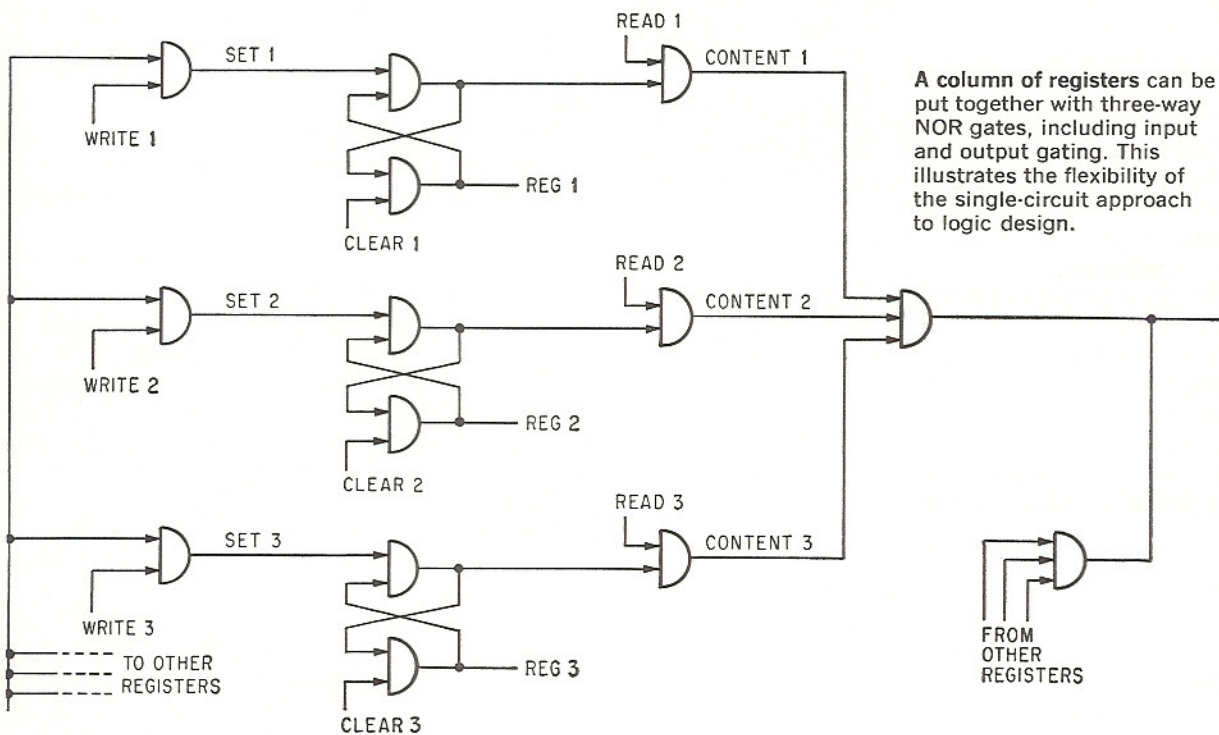 READ 1
SET 1
CONTENT 1
WRITE 1
REG 1
CLEAR 1
A column of registers can be
put together with three-way
NOR gates, including input
and output gating. This
illustrates the flexibility of
the single-circuit approach
to logic design.
READ 2
SET 2
CONTENT 2
WRITE 2
REG 2
CLEAR 2
READ 3
SET 3
CONTENT 3
WRITE 3
TO OTHER
REGISTERS
REG 3
CLEAR 3
FROM
OTHER
REGISTERS